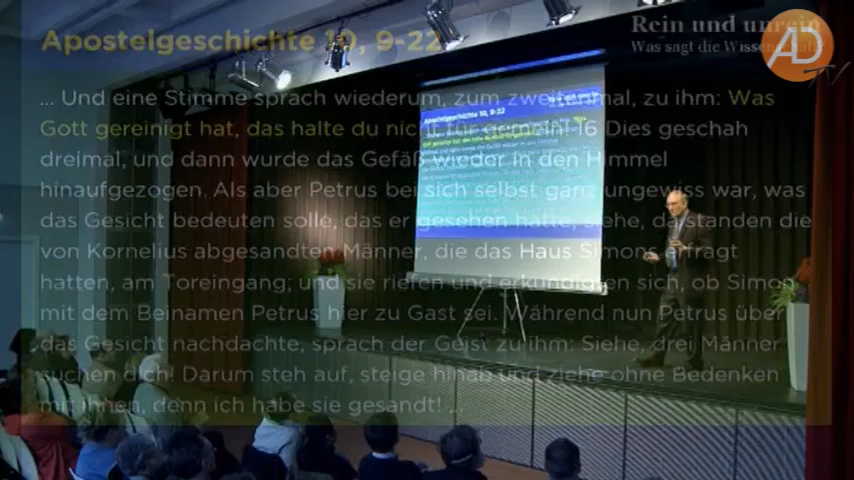 Apostelgeschichte 10, 9-22
Rein und unrein
Was sagt die Wissenschaft?
AD
TV
... Und eine Stimme sprach wiederum, zum zweitenmal, zu ihm: Was
Gott gereinigt hat, das halte du nicht für gemein! 16 Dies geschah
dreimal, und dann wurde das Gefäß wieder in den Himmel
hinaufgezogen. Als aber Petrus bei sich selbst ganz ungewiss war, was
das Gesicht bedeuten solle, das er gesehen hatte, siehe, da standen die
von Kornelius abgesandten Männer, die das Haus Simons erfragt
hatten, am Toreingang; und sie riefen und erkundigten sich, ob Simon
mit dem Beinamen Petrus hier zu Gast sei. Während nun Petrus über
das Gesicht nachdachte, sprach der Geist zu ihm: Siehe, drei Männer
suchen dich! Darum steh auf, steige hinab und ziehe ohne Bedenken
mit ihnen, denn ich habe sie gesandt! ...
Apostelgeschichte 10, 9-22